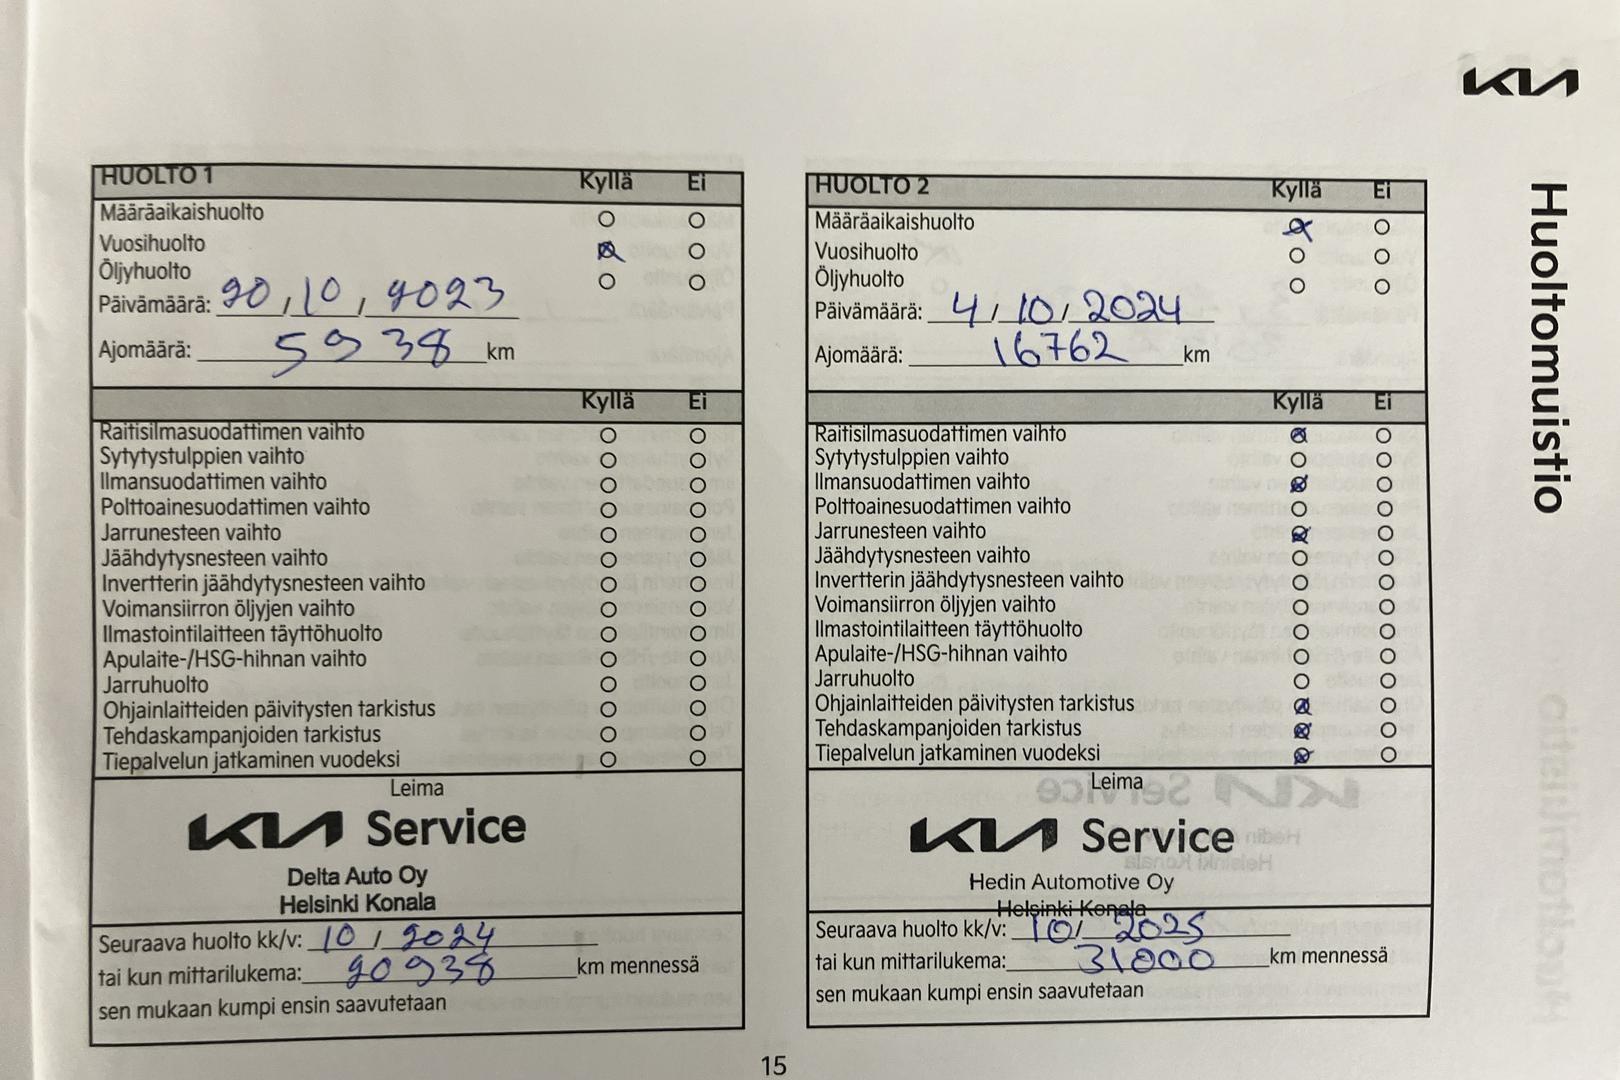 KIA
Huoltomuistio
HUOLTO 1 Kyllä Ei
Määräaikaishuolto
Vuosihuolto
Öljyhuolto
Päivämäärä: 20 / 10 / 2023
Ajomäärä: 5938 km
Kyllä Ei
Raitisilmasuodattimen vaihto
Sytytystulppien vaihto
Ilmansuodattimen vaihto
Polttoainesuodattimen vaihto
Jarrunesteen vaihto
Jäähdytysnesteen vaihto
Invertterin jäähdytysnesteen vaihto
Voimansiirron öljyjen vaihto
Ilmastointilaitteen täyttöhuolto
Apulaite-/HSG-hihnan vaihto
Jarruhuolto
Ohjainlaitteiden päivitysten tarkistus
Tehdaskampanjoiden tarkistus
Tiepalvelun jatkaminen vuodeksi
Leima
KIA Service
Delta Auto Oy
Helsinki Konala
Seuraava huolto kk/v: 10 / 2024
tai kun mittarilukema: 20938 km mennessä
sen mukaan kumpi ensin saavutetaan
HUOLTO 2 Kyllä Ei
Määräaikaishuolto
Vuosihuolto
Öljyhuolto
Päivämäärä: 4 / 10 / 2024
Ajomäärä: 16762 km
Kyllä Ei
Raitisilmasuodattimen vaihto
Sytytystulppien vaihto
Ilmansuodattimen vaihto
Polttoainesuodattimen vaihto
Jarrunesteen vaihto
Jäähdytysnesteen vaihto
Invertterin jäähdytysnesteen vaihto
Voimansiirron öljyjen vaihto
Ilmastointilaitteen täyttöhuolto
Apulaite-/HSG-hihnan vaihto
Jarruhuolto
Ohjainlaitteiden päivitysten tarkistus
Tehdaskampanjoiden tarkistus
Tiepalvelun jatkaminen vuodeksi
Leima
KIA Service
Hedin Automotive Oy
Helsinki Konala
Seuraava huolto kk/v: 10 / 2025
tai kun mittarilukema: 31000 km mennessä
sen mukaan kumpi ensin saavutetaan
15